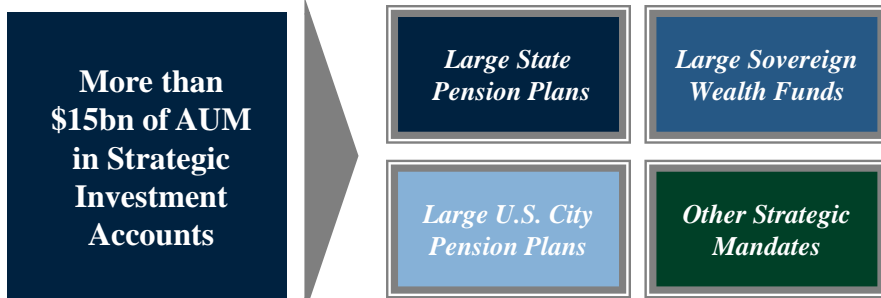 More than
$15bn of AUM
in Strategic
Investment
Accounts
Large State
Pension Plans
Large Sovereign
Wealth Funds
Large U.S. City
Pension Plans
Other Strategic
Mandates